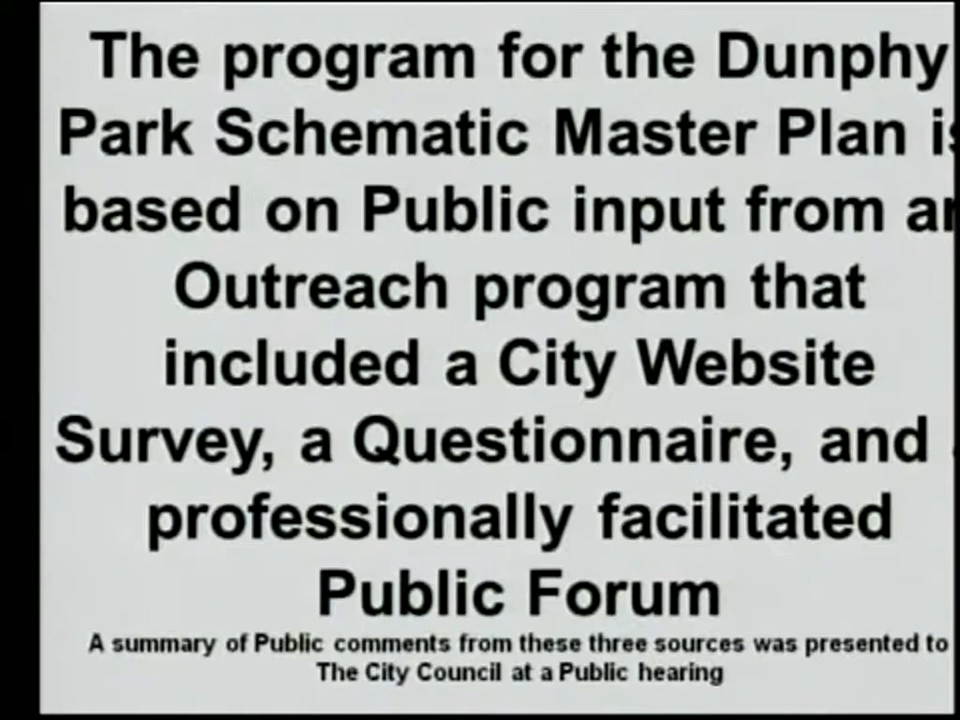 The program for the Dunphy
Park Schematic Master Plan is
based on Public input from an
Outreach program that
included a City Website
Survey, a Questionnaire, and
professionally facilitated
Public Forum
A summary of Public comments from these three sources was presented to
The City Council at a Public hearing